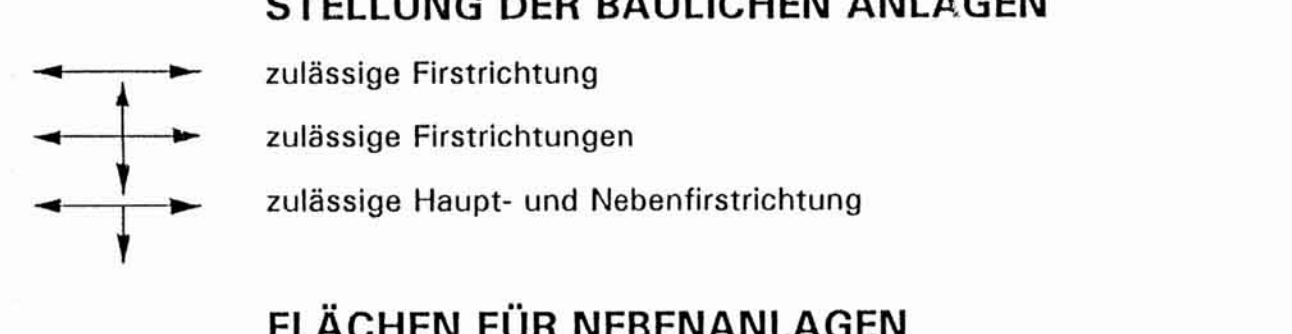 STELLUNG DER BAULICHEN ANLAGEN
zulässige Firstrichtung
zulässige Firstrichtungen
zulässige Haupt- und Nebenfirstrichtung
FLÄCHEN FÜR NEBENANLAGEN